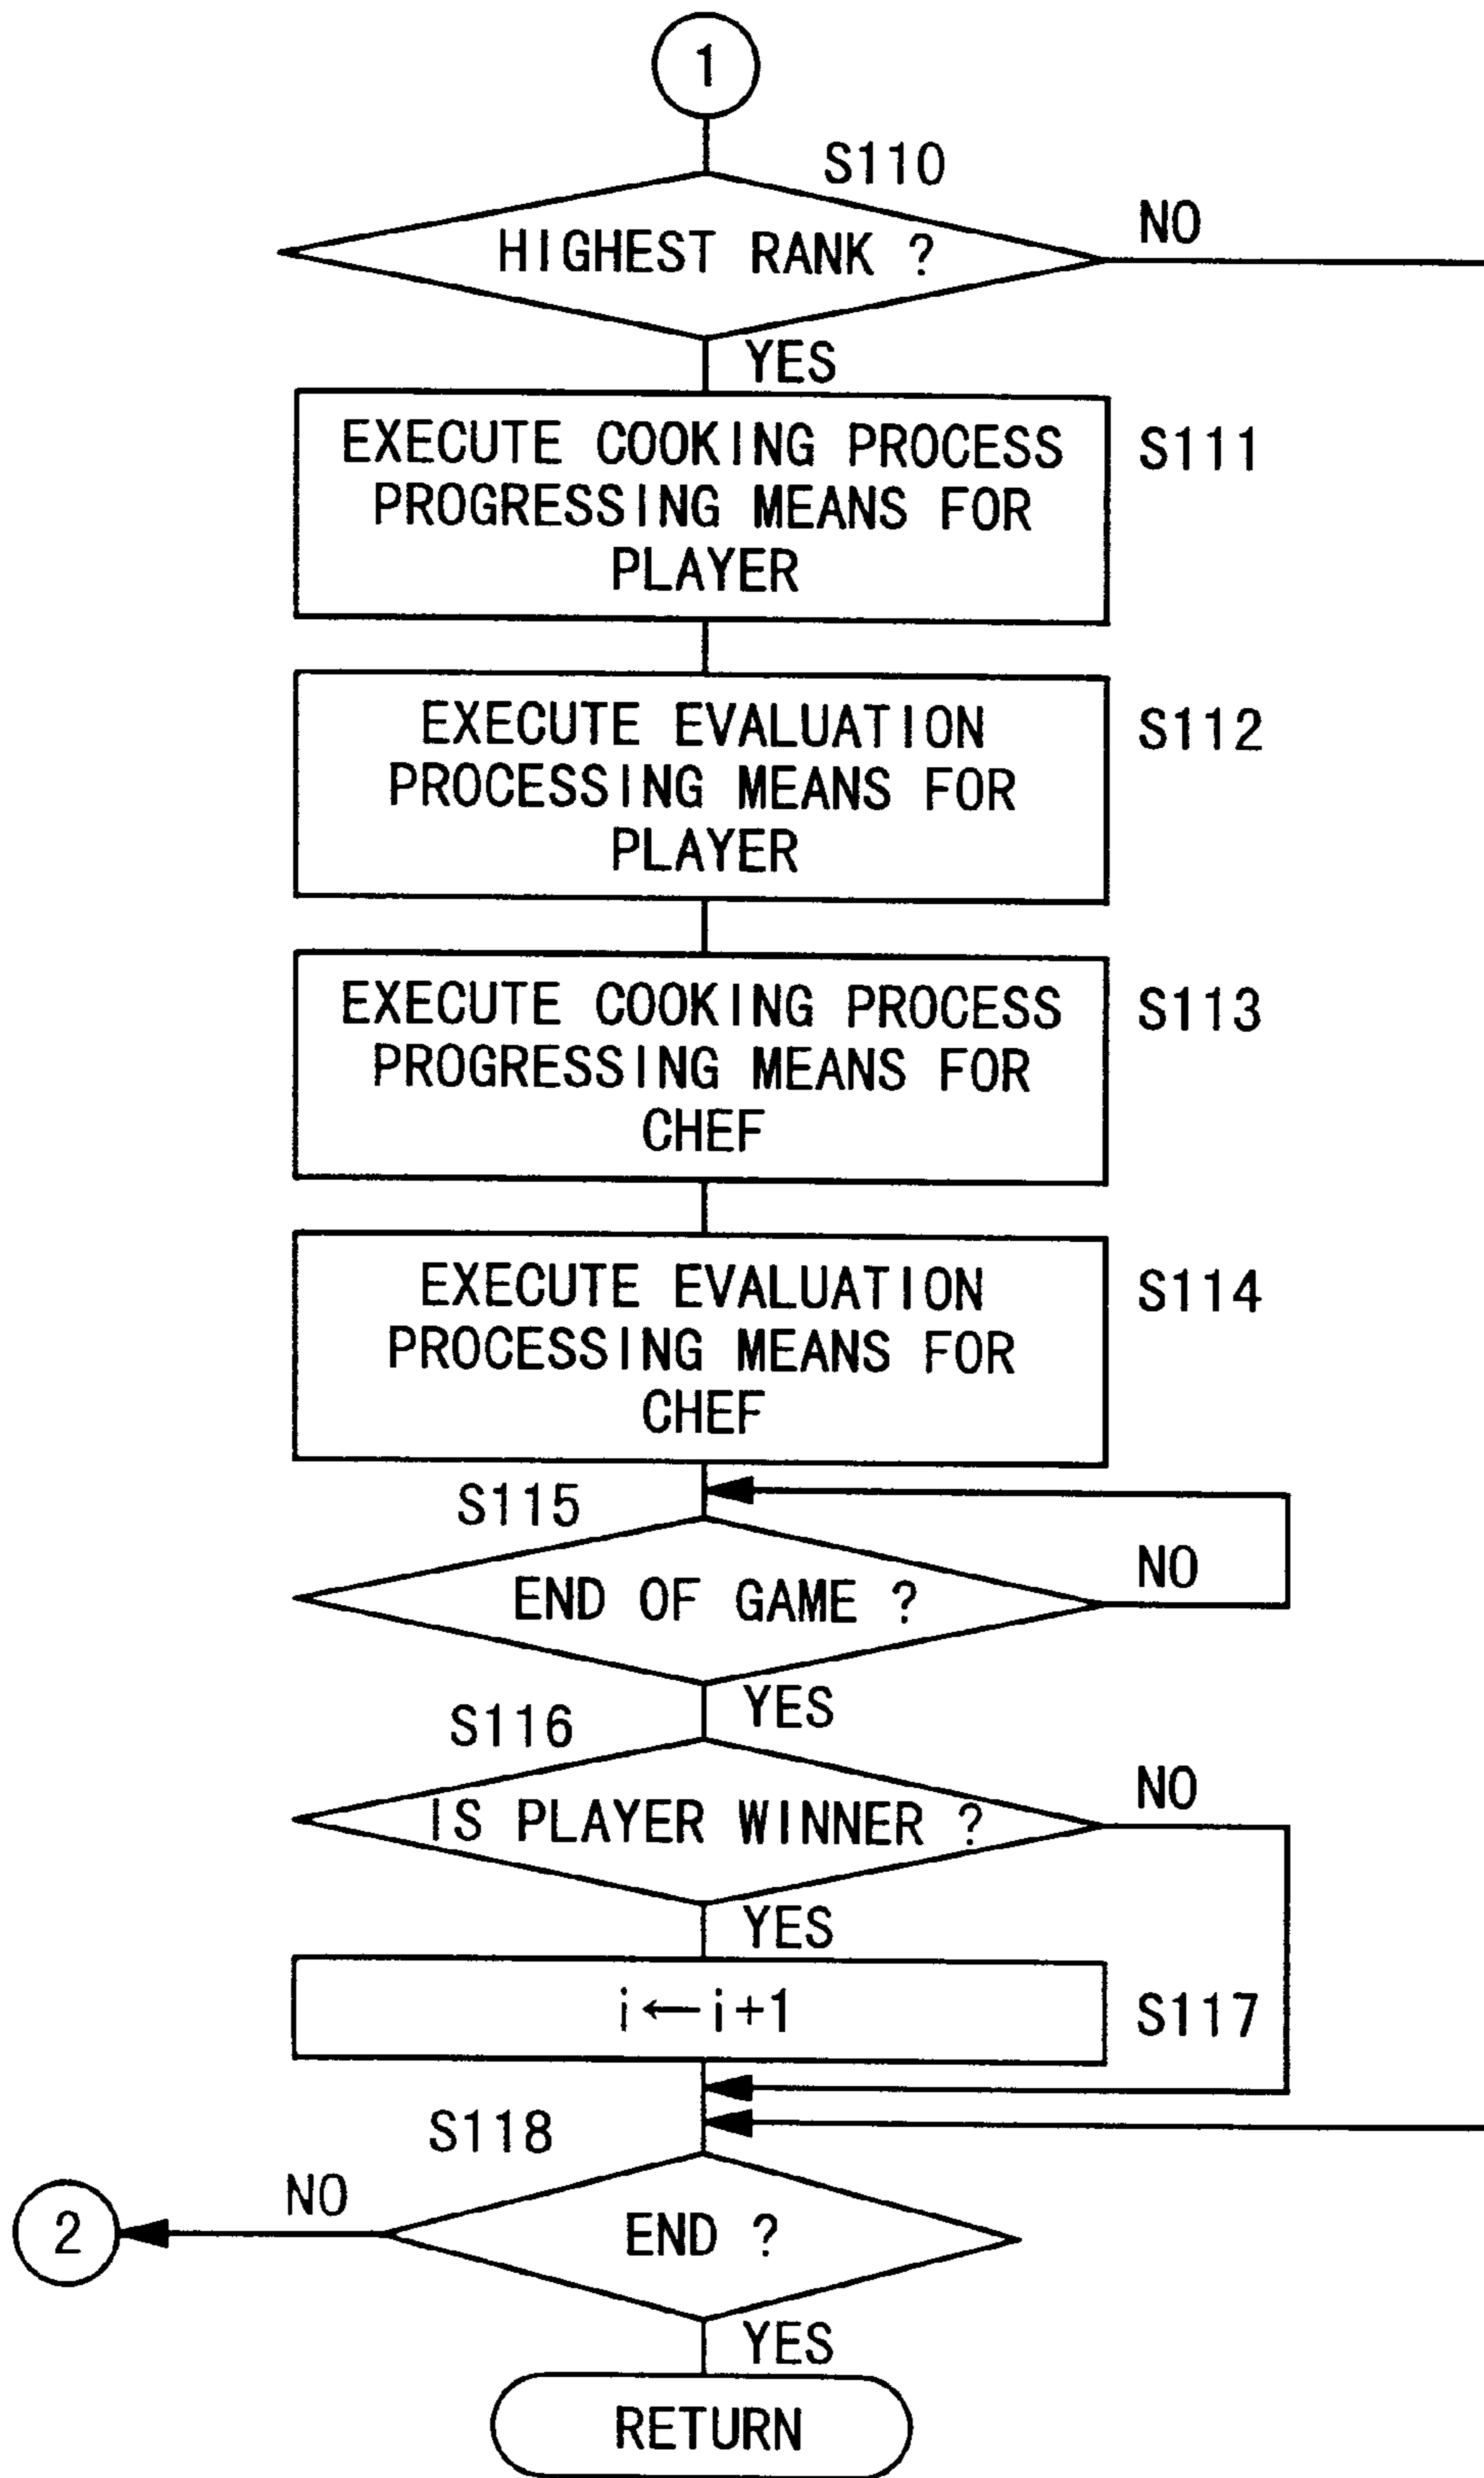 1
S110
HIGHEST RANK ?
NO
YES
EXECUTE COOKING PROCESS
PROGRESSING MEANS FOR
PLAYER
S111
EXECUTE EVALUATION
PROCESSING MEANS FOR
PLAYER
S112
EXECUTE COOKING PROCESS
PROGRESSING MEANS FOR
CHEF
S113
EXECUTE EVALUATION
PROCESSING MEANS FOR
CHEF
S114
S115
END OF GAME ?
NO
YES
S116
IS PLAYER WINNER ?
NO
YES
i←i+1
S117
S118
END ?
NO
2
YES
RETURN